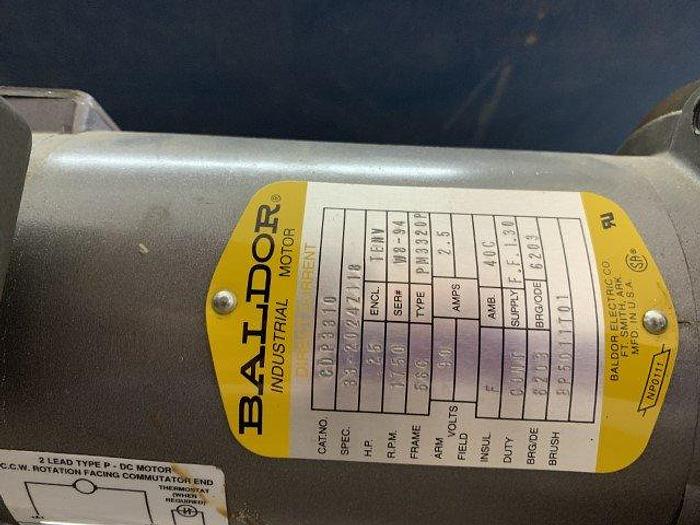 BALDOR®
INDUSTRIAL MOTOR
DIRECT CURRENT
CAT.NO. CDP3310
SPEC. 33-2024Z118
H.P. .25 ENCL. TENV
R.P.M. 1750 SER# W8-94
FRAME 56C TYPE PM3320P
ARM VOLTS 90 AMPS 2.5
FIELD
INSUL F AMB. 40C
DUTY CONT SUPPLY F.F.1.30
BRG/DE 6203 BRG/ODE 6203
BRUSH BP5011T01
BALDOR ELECTRIC CO
FT. SMITH, ARK
MFD. IN U.S.A.
NP0111
SA®
2 LEAD TYPE P - DC MOTOR
C.C.W. ROTATION FACING COMMUTATOR END
THERMOSTAT
(WHEN
REQUIRED)